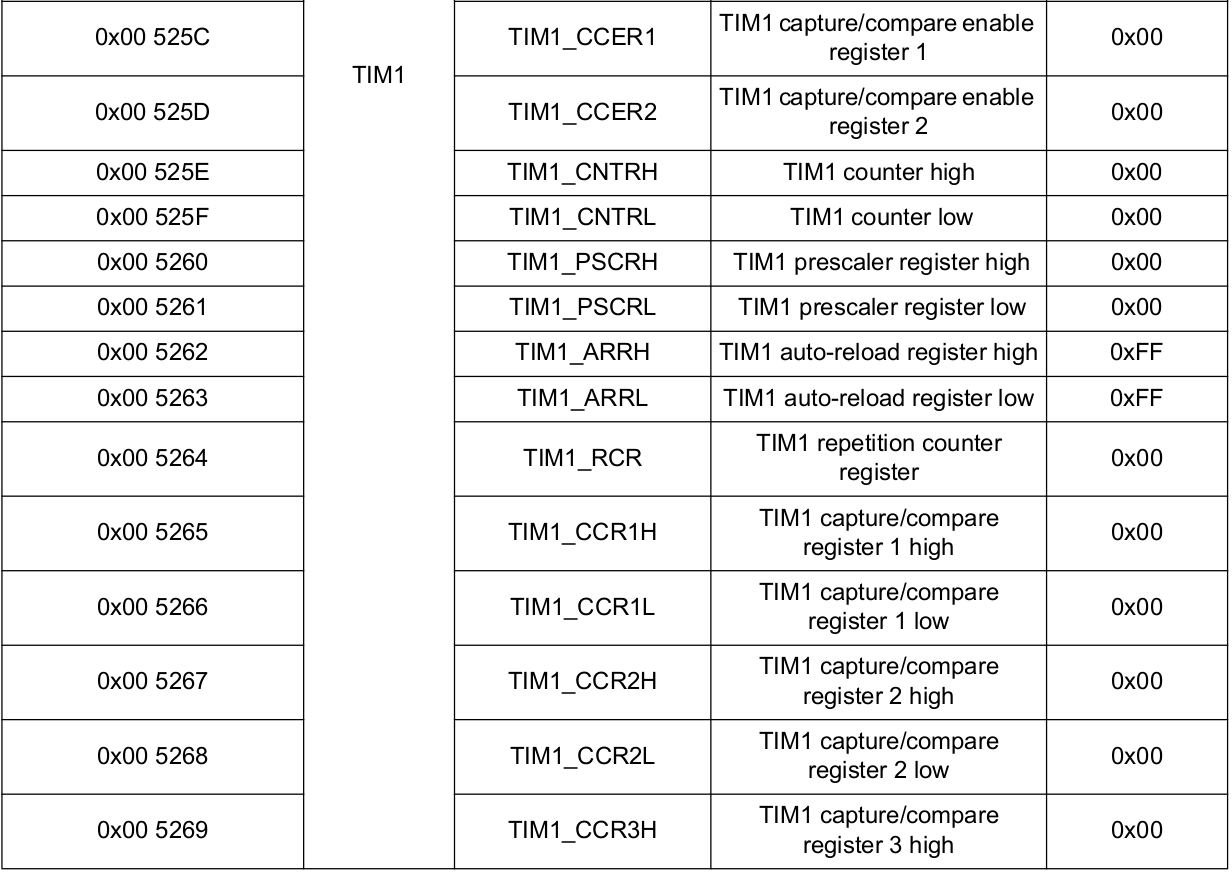 0x00 525C
TIM1
TIM1_CCER1
TIM1 capture/compare enable
register 1
0x00
0x00 525D
TIM1_CCER2
TIM1 capture/compare enable
register 2
0x00
0x00 525E
TIM1_CNTRH
TIM1 counter high
0x00
0x00 525F
TIM1_CNTRL
TIM1 counter low
0x00
0x00 5260
TIM1_PSCRH
TIM1 prescaler register high
0x00
0x00 5261
TIM1_PSCRL
TIM1 prescaler register low
0x00
0x00 5262
TIM1_ARRH
TIM1 auto-reload register high
0xFF
0x00 5263
TIM1_ARRL
TIM1 auto-reload register low
0xFF
0x00 5264
TIM1_RCR
TIM1 repetition counter
register
0x00
0x00 5265
TIM1_CCR1H
TIM1 capture/compare
register 1 high
0x00
0x00 5266
TIM1_CCR1L
TIM1 capture/compare
register 1 low
0x00
0x00 5267
TIM1_CCR2H
TIM1 capture/compare
register 2 high
0x00
0x00 5268
TIM1_CCR2L
TIM1 capture/compare
register 2 low
0x00
0x00 5269
TIM1_CCR3H
TIM1 capture/compare
register 3 high
0x00